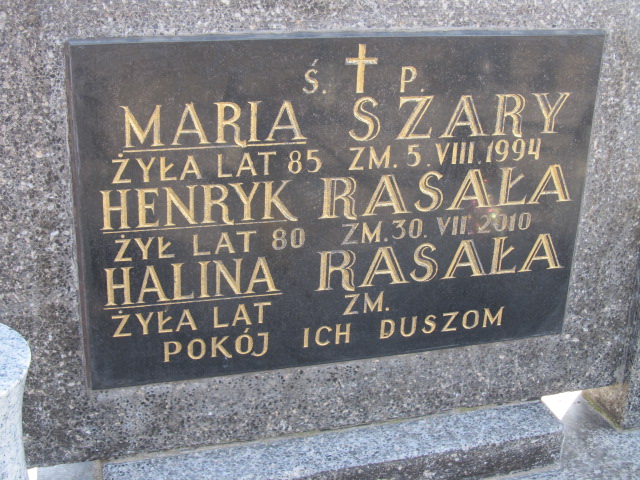 Ś. P.
MARIA SZARY
ŻYŁA LAT 85 ZM. 5. VIII. 1994
HENRYK RASAŁA
ŻYŁ LAT 80 ZM. 30. VII. 2010
HALINA RASAŁA
ŻYŁA LAT ZM.
POKÓJ ICH DUSZOM